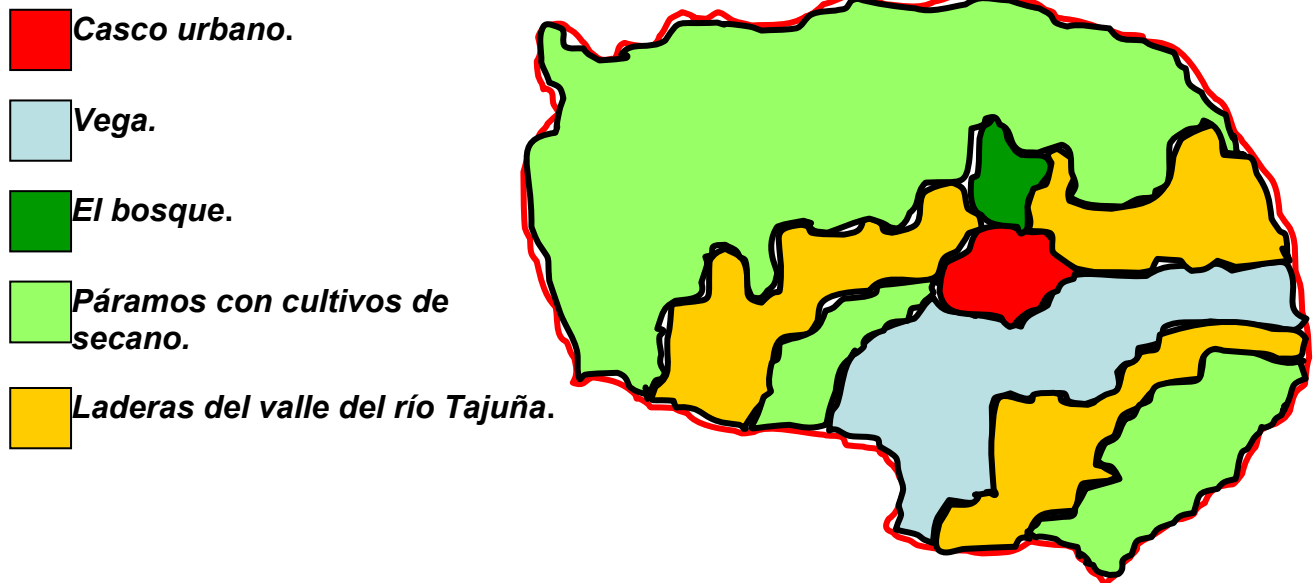 Casco urbano.
Vega.
El bosque.
Páramos con cultivos de
secano.
Laderas del valle del río Tajuña.